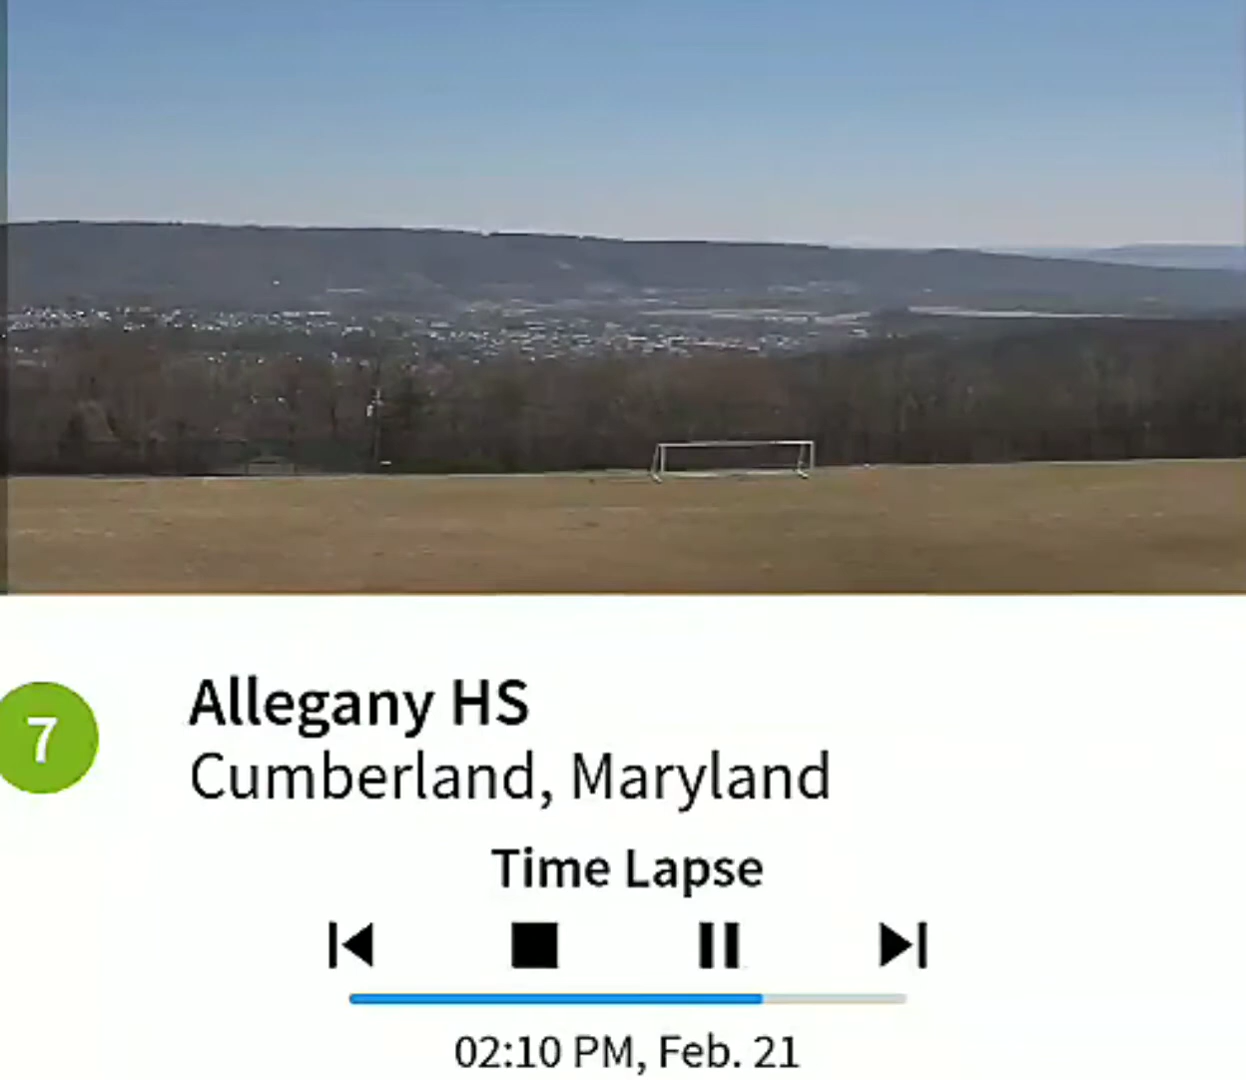 7
Allegany HS
Cumberland, Maryland
Time Lapse
02:10 PM, Feb. 21